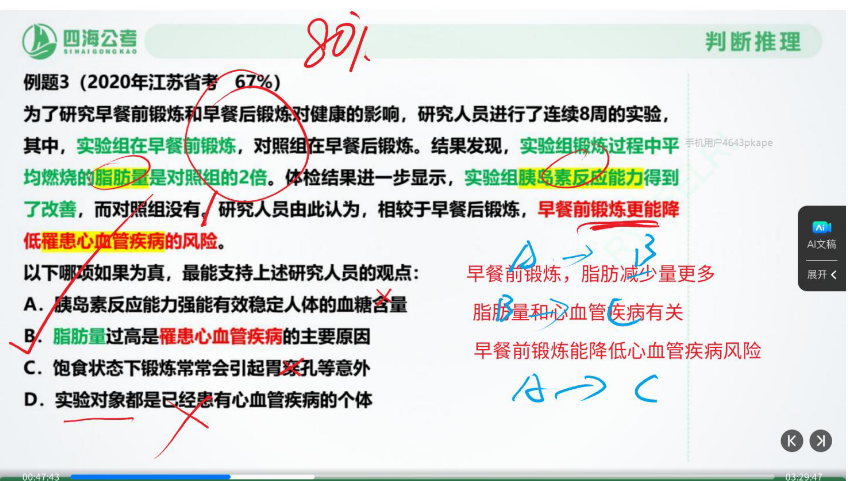 四海公考
SIHAIGONGKAO
判断推理
80%
例题3（2020年江苏省考 67%）
为了研究早餐前锻炼和早餐后锻炼对健康的影响，研究人员进行了连续8周的实验，
其中，实验组在早餐前锻炼，对照组在早餐后锻炼。结果发现，实验组锻炼过程中平
手机用户4643pkape
均燃烧的脂肪量是对照组的2倍。体检结果进一步显示，实验组胰岛素反应能力得到
了改善，而对照组没有。研究人员由此认为，相较于早餐后锻炼，早餐前锻炼更能降
低罹患心血管疾病的风险。
AI文稿
展开
以下哪项如果为真，最能支持上述研究人员的观点：
A．胰岛素反应能力强能有效稳定人体的血糖含量
B．脂肪量过高是罹患心血管疾病的主要原因
C．饱食状态下锻炼常常会引起胃穿孔等意外
D．实验对象都是已经患有心血管疾病的个体
A → B
早餐前锻炼，脂肪减少量更多
B → C
脂肪量和心血管疾病有关
早餐前锻炼能降低心血管疾病风险
A → C
00:47:43
03:29:47